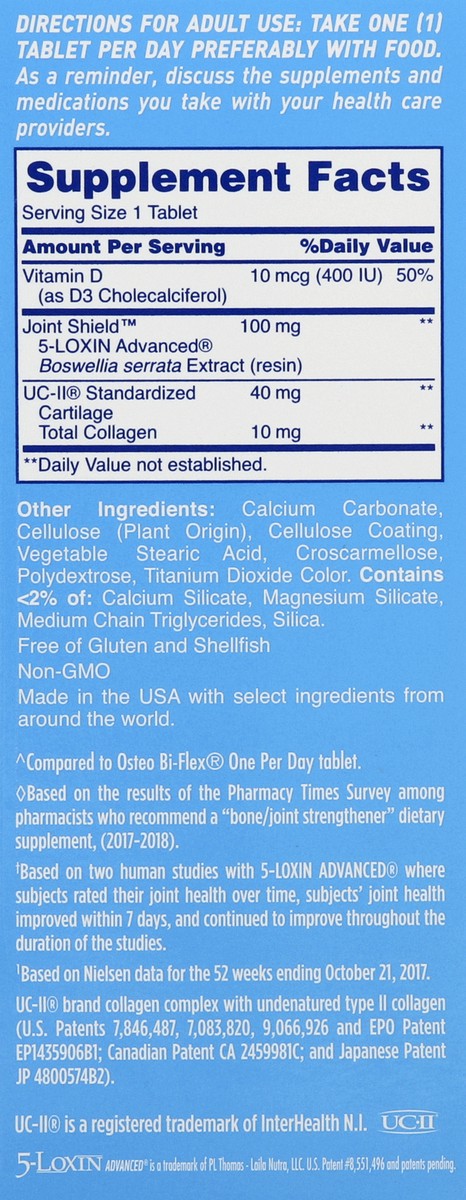 DIRECTIONS FOR ADULT USE: TAKE ONE (1)
TABLET PER DAY PREFERABLY WITH FOOD.
As a reminder, discuss the supplements and
medications you take with your health care
providers.
Supplement Facts
Serving Size 1 Tablet
Amount Per Serving %Daily Value
Vitamin D 10 mcg (400 IU) 50%
(as D3 Cholecalciferol)
Joint Shield™ 100 mg **
5-LOXIN Advanced®
Boswellia serrata Extract (resin)
UC-II® Standardized 40 mg **
Cartilage
Total Collagen 10 mg **
**Daily Value not established.
Other Ingredients: Calcium Carbonate,
Cellulose (Plant Origin), Cellulose Coating,
Vegetable Stearic Acid, Croscarmellose,
Polydextrose, Titanium Dioxide Color. Contains
<2% of: Calcium Silicate, Magnesium Silicate,
Medium Chain Triglycerides, Silica.
Free of Gluten and Shellfish
Non-GMO
Made in the USA with select ingredients from
around the world.
^Compared to Osteo Bi-Flex® One Per Day tablet.
◊Based on the results of the Pharmacy Times Survey among
pharmacists who recommend a “bone/joint strengthener” dietary
supplement, (2017-2018).
†Based on two human studies with 5-LOXIN ADVANCED® where
subjects rated their joint health over time, subjects’ joint health
improved within 7 days, and continued to improve throughout the
duration of the studies.
¹Based on Nielsen data for the 52 weeks ending October 21, 2017.
UC-II® brand collagen complex with undenatured type II collagen
(U.S. Patents 7,846,487, 7,083,820, 9,066,926 and EPO Patent
EP1435906B1; Canadian Patent CA 2459981C; and Japanese Patent
JP 4800574B2).
UC-II® is a registered trademark of InterHealth N.I. UC-II
5-LOXIN ADVANCED® is a trademark of PL Thomas - Laila Nutra, LLC. U.S. Patent #8,551,496 and patents pending.